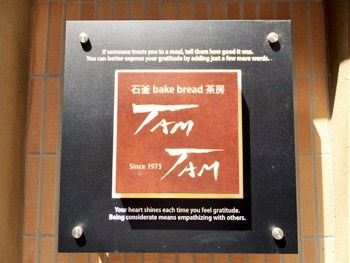 If someone treats you to a meal, tell them how good it was.
You can better express your gratitude by adding just a few more words.
石釜 bake bread 茶房
TAM
TAM
Since 1973
Your heart shines each time you feel gratitude.
Being considerate means empathizing with others.